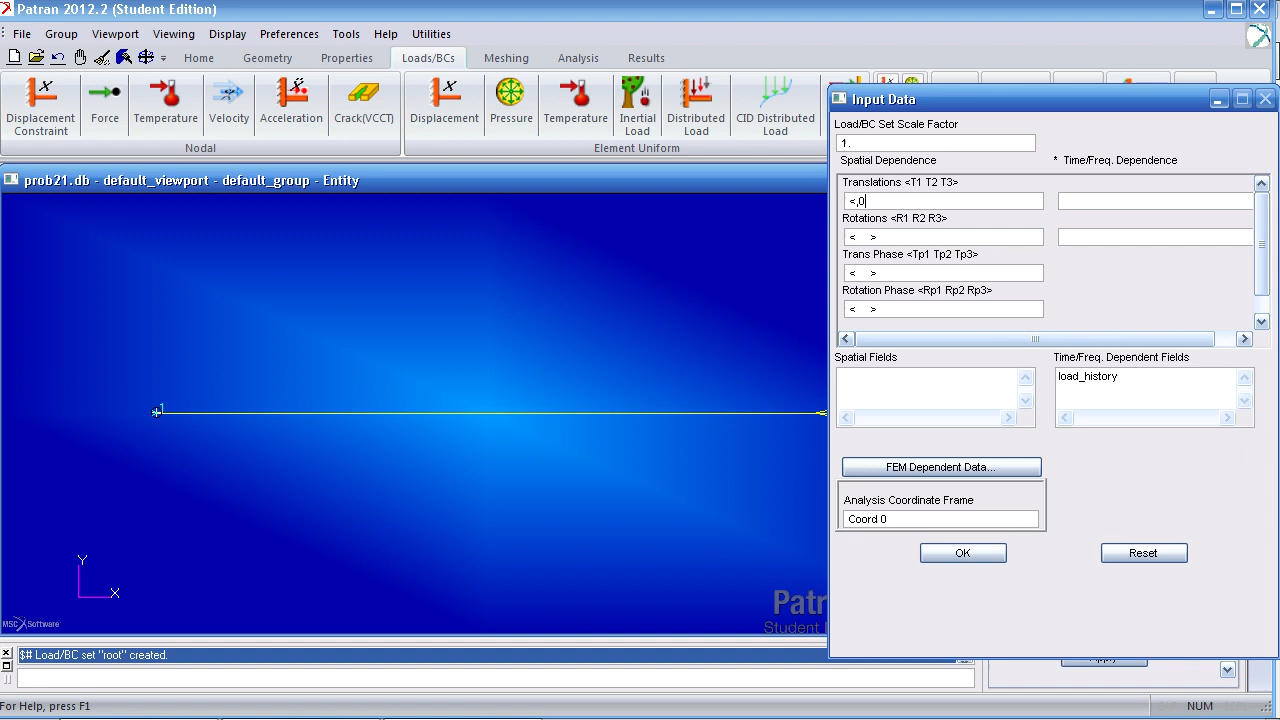 Patran 2012.2 (Student Edition)
File Group Viewport Viewing Display Preferences Tools Help Utilities
Home Geometry Properties Loads/BCs Meshing Analysis Results
Displacement Constraint
Force
Temperature
Velocity
Acceleration
Crack(VCCT)
Displacement
Pressure
Temperature
Inertial Load
Distributed Load
CID Distributed Load
Nodal
Element Uniform
prob21.db - default_viewport - default_group - Entity
1
Y
X
MSC Software
Patr
Student
Input Data
Load/BC Set Scale Factor
1.
Spatial Dependence
* Time/Freq. Dependence
Translations <T1 T2 T3>
<,0
Rotations <R1 R2 R3>
< >
Trans Phase <Tp1 Tp2 Tp3>
< >
Rotation Phase <Rp1 Rp2 Rp3>
< >
Spatial Fields
Time/Freq. Dependent Fields
load_history
FEM Dependent Data...
Analysis Coordinate Frame
Coord 0
OK
Reset
$# Load/BC set "root" created.
For Help, press F1
NUM